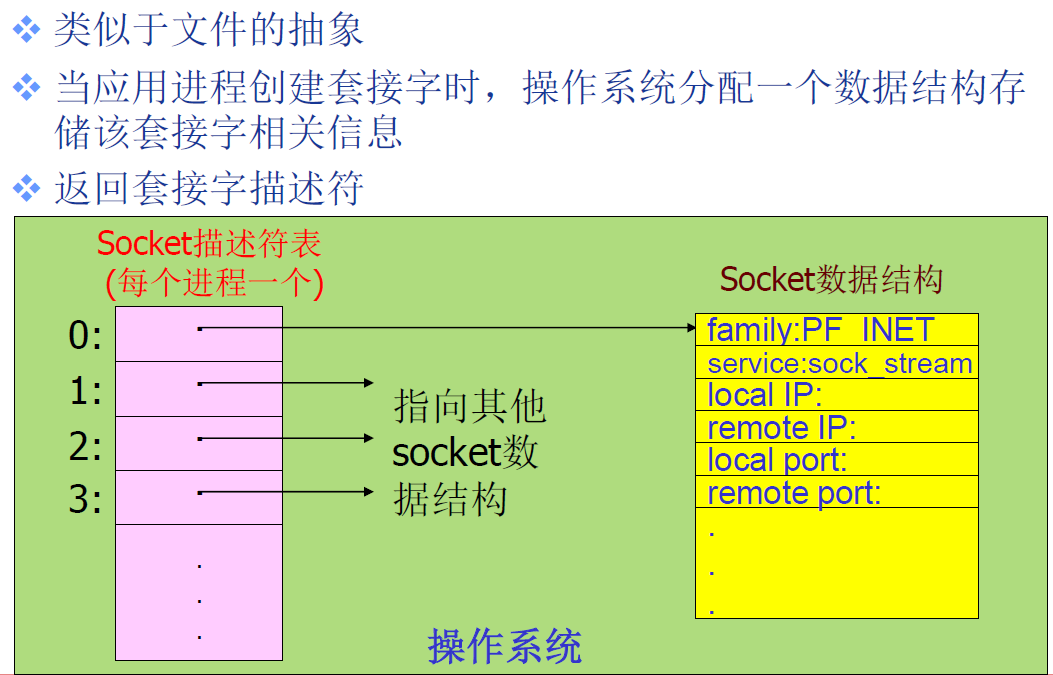 类似于文件的抽象
当应用进程创建套接字时，操作系统分配一个数据结构存
储该套接字相关信息
返回套接字描述符
Socket描述符表
(每个进程一个)
0:
1:
2:
3:
.
.
.
指向其他
socket数
据结构
Socket数据结构
family:PF_INET
service:sock_stream
local IP:
remote IP:
local port:
remote port:
.
.
.
操作系统